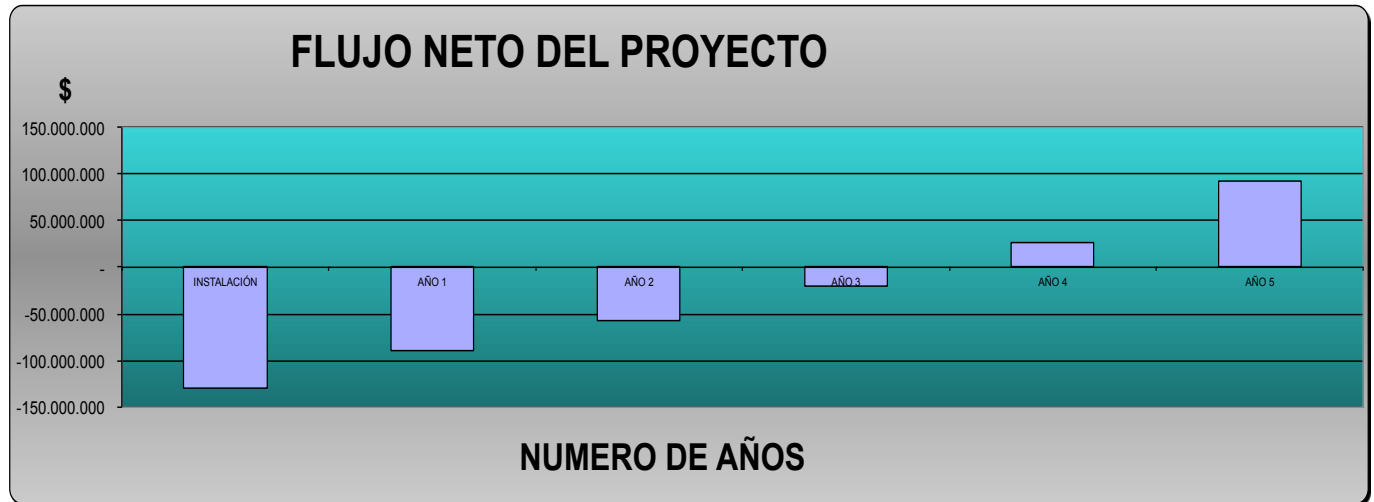 FLUJO NETO DEL PROYECTO
$
150.000.000
100.000.000
50.000.000
-
-50.000.000
-100.000.000
-150.000.000
INSTALACIÓN AÑO 1 AÑO 2 AÑO 3 AÑO 4 AÑO 5
NUMERO DE AÑOS